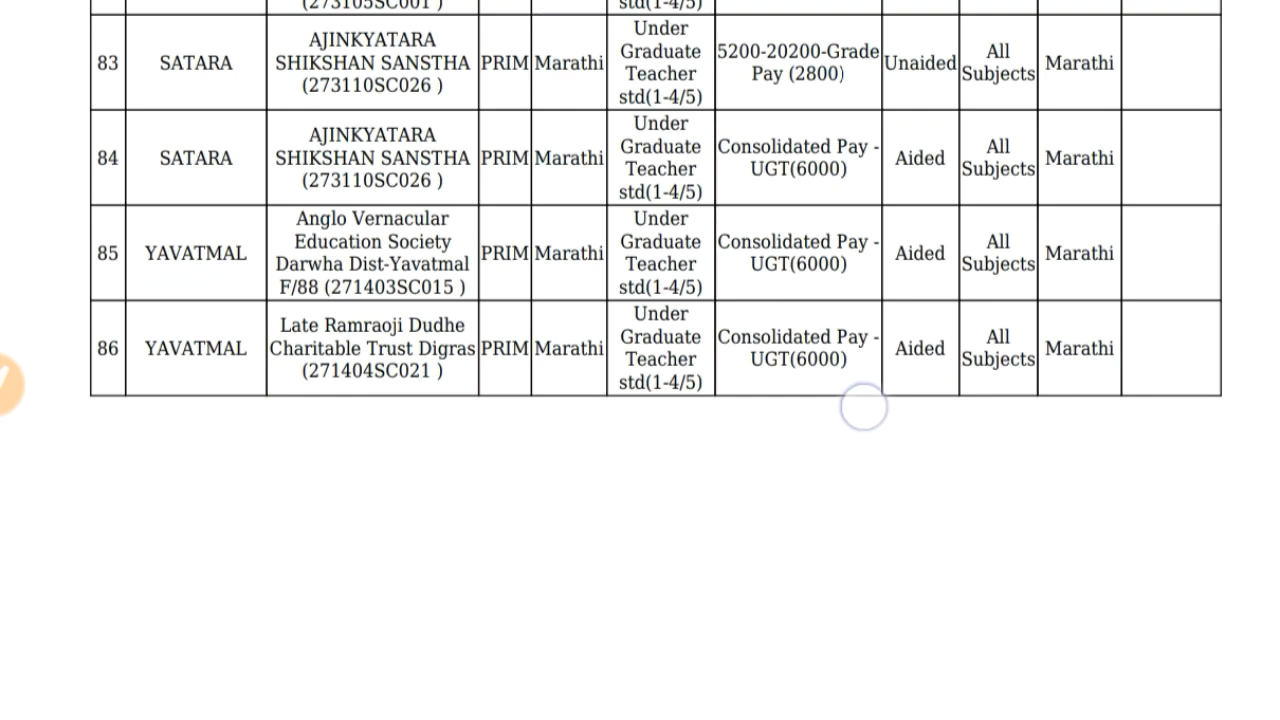 (273105SC001 )
std(1-4/5)
83 SATARA AJINKYATARA SHIKSHAN SANSTHA (273110SC026 ) PRIM Marathi Under Graduate Teacher std(1-4/5) 5200-20200-Grade Pay (2800) Unaided All Subjects Marathi
84 SATARA AJINKYATARA SHIKSHAN SANSTHA (273110SC026 ) PRIM Marathi Under Graduate Teacher std(1-4/5) Consolidated Pay - UGT(6000) Aided All Subjects Marathi
85 YAVATMAL Anglo Vernacular Education Society Darwha Dist-Yavatmal F/88 (271403SC015 ) PRIM Marathi Under Graduate Teacher std(1-4/5) Consolidated Pay - UGT(6000) Aided All Subjects Marathi
86 YAVATMAL Late Ramraoji Dudhe Charitable Trust Digras (271404SC021 ) PRIM Marathi Under Graduate Teacher std(1-4/5) Consolidated Pay - UGT(6000) Aided All Subjects Marathi